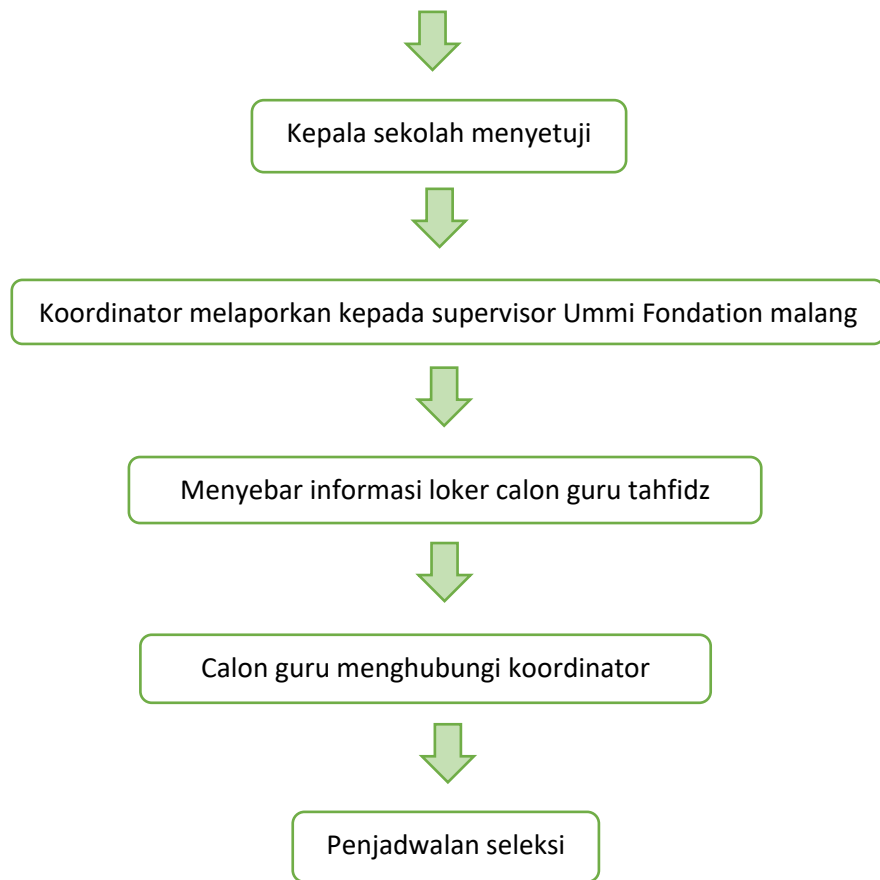 Kepala sekolah menyetuji
Koordinator melaporkan kepada supervisor Ummi Fondation malang
Menyebar informasi loker calon guru tahfidz
Calon guru menghubungi koordinator
Penjadwalan seleksi